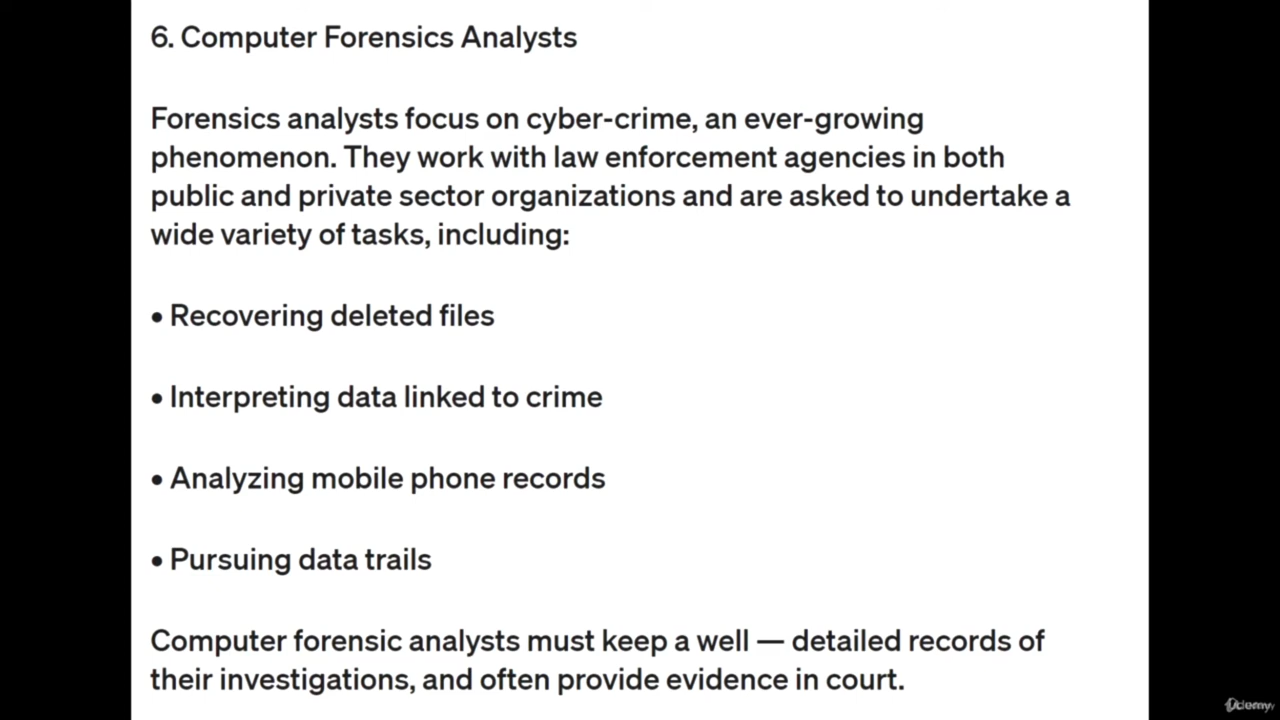 6. Computer Forensics Analysts
Forensics analysts focus on cyber-crime, an ever-growing
phenomenon. They work with law enforcement agencies in both
public and private sector organizations and are asked to undertake a
wide variety of tasks, including:
• Recovering deleted files
• Interpreting data linked to crime
• Analyzing mobile phone records
• Pursuing data trails
Computer forensic analysts must keep a well — detailed records of
their investigations, and often provide evidence in court.
Udemy